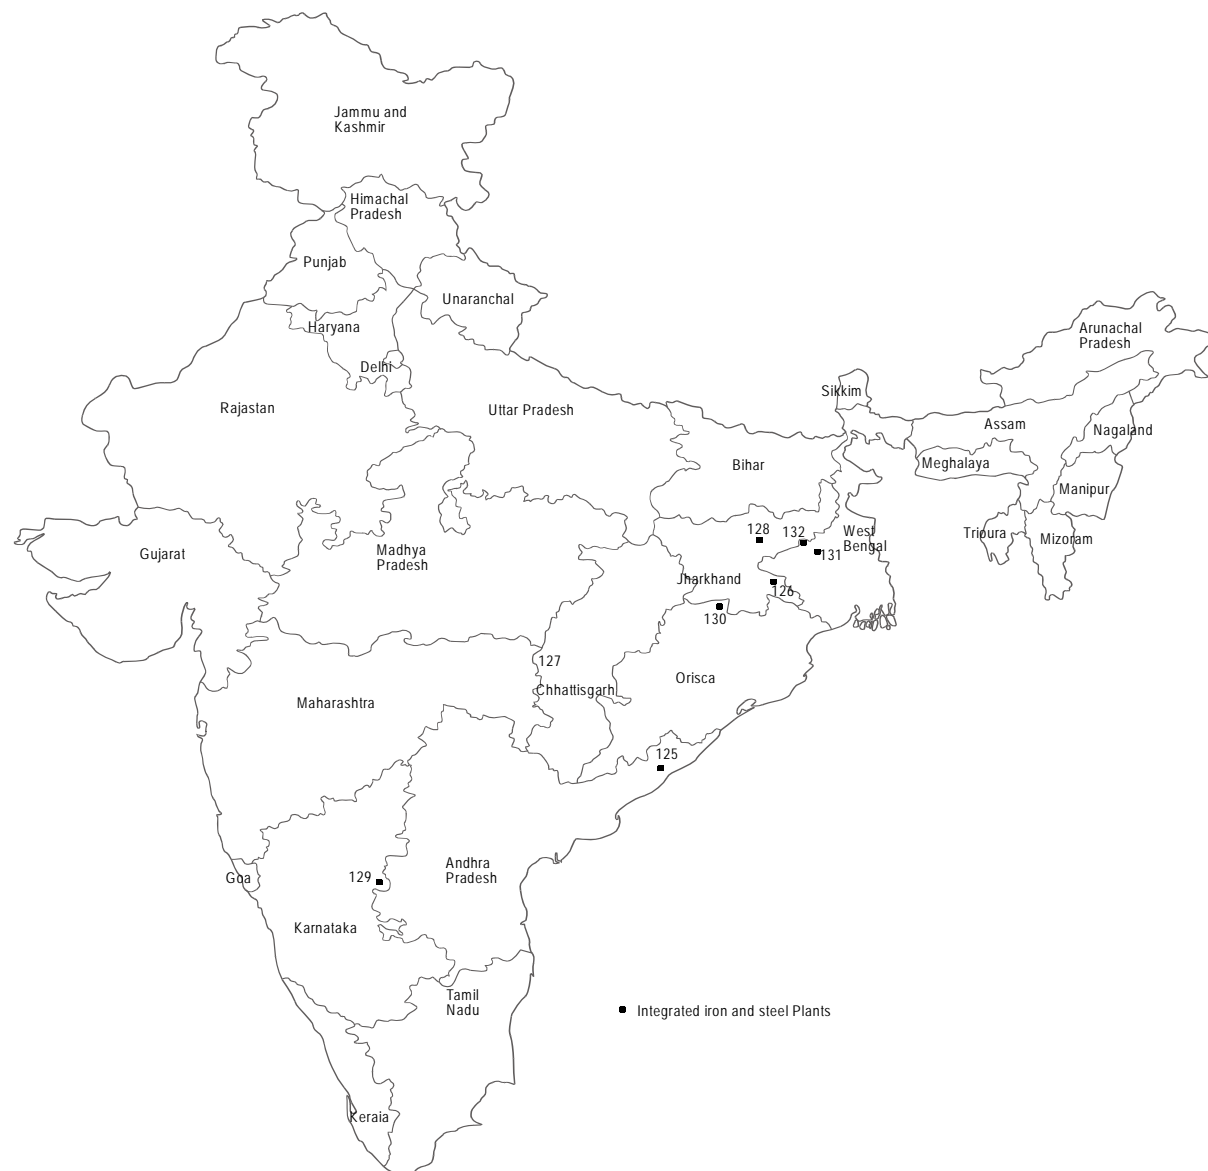 Jammu and
Kashmir
Himachal
Pradesh
Punjab
Unaranchal
Haryana
Delhi
Arunachal
Pradesh
Sikkim
Rajastan
Uttar Pradesh
Assam
Nagaland
Bihar
Meghalaya
Manipur
128
132
West
Bengal
Tripura
Mizoram
Gujarat
Madhya
Pradesh
131
Jharkhand
126
130
127
Chhattisgarh
Orisca
Maharashtra
125
Andhra
Pradesh
129
Goa
Karnataka
Tamil
Nadu
Integrated iron and steel Plants
Keraia